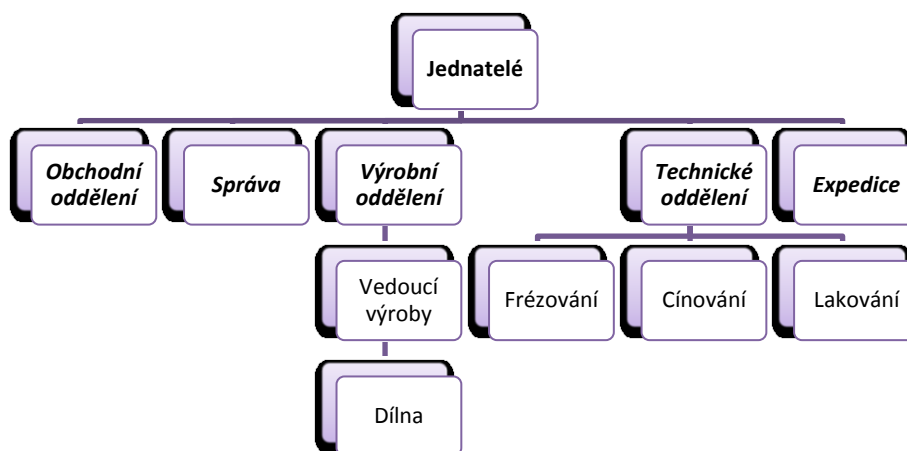 Jednatelé
Obchodní
oddělení
Správa
Výrobní
oddělení
Technické
oddělení
Expedice
Vedoucí
výroby
Frézování
Cínování
Lakování
Dílna